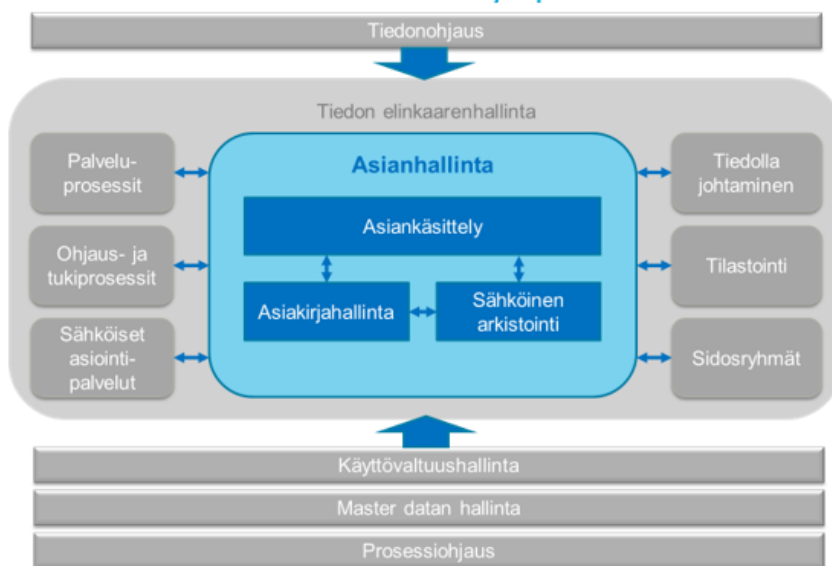 Tiedonohjaus
Tiedon elinkaarenhallinta
Palvelu-
prosessit
Ohjaus- ja
tukiprosessit
Sähköiset
asiointi-
palvelut
Asianhallinta
Asiankäsittely
Asiakirjahallinta
Sähköinen
arkistointi
Tiedolla
johtaminen
Tilastointi
Sidosryhmät
Käyttövaltuushallinta
Master datan hallinta
Prosessiohjaus